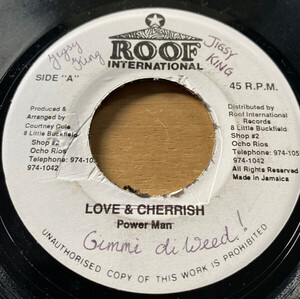 ROOF
INTERNATIONAL
Jigsy
King
JIGSY
KING
SIDE "A"
45 R.P.M.
Produced &
Arranged by
Courtney Cole
8 Little Buckfield
Shop #2
Ocho Rios
Telephone: 974-105
974-1042
Distributed by
Roof International
Records
8 Little Buckfield
Shop #2
Ocho Rios
Telephone: 974-105
974-1042
Made in Jamaica
LOVE & CHERRISH
Power Man
Gimmi di Weed!
UNAUTHORISED COPY OF THIS WORK IS PROHIBITED